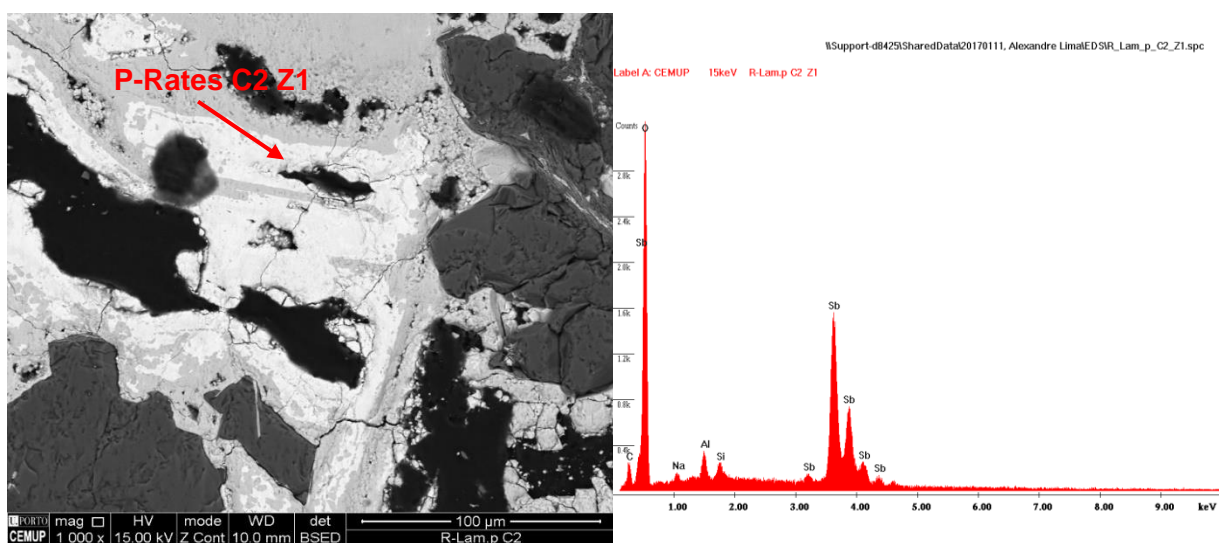 P-Rates C2 Z1
U.PORTO
CEMUP
mag □ HV mode WD det
1 000 x 15.00 kV Z Cont 10.0 mm BSED
100 µm
R-Lam.p C2
\\Support-d8425\SharedData\20170111, Alexandre Lima\EDS\R_Lam_p_C2_Z1.spc
Label A: CEMUP 15keV R-Lam.p C2 Z1
Counts
O
2.8k
2.4k
Sb
2.0k
1.6k
Sb
1.2k
0.8k
Sb
0.4k
C
Na
Al
Si
Sb
Sb
Sb
1.00 2.00 3.00 4.00 5.00 6.00 7.00 8.00 9.00 keV